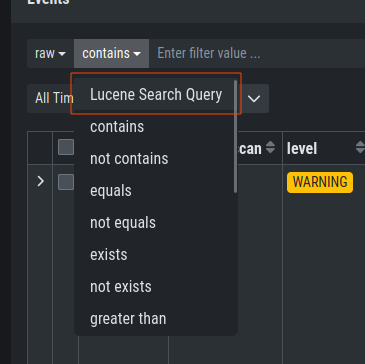 Events
raw contains Enter filter value ...
All Tim
Lucene Search Query
contains
not contains
equals
not equals
exists
not exists
greater than
can level
WARNING